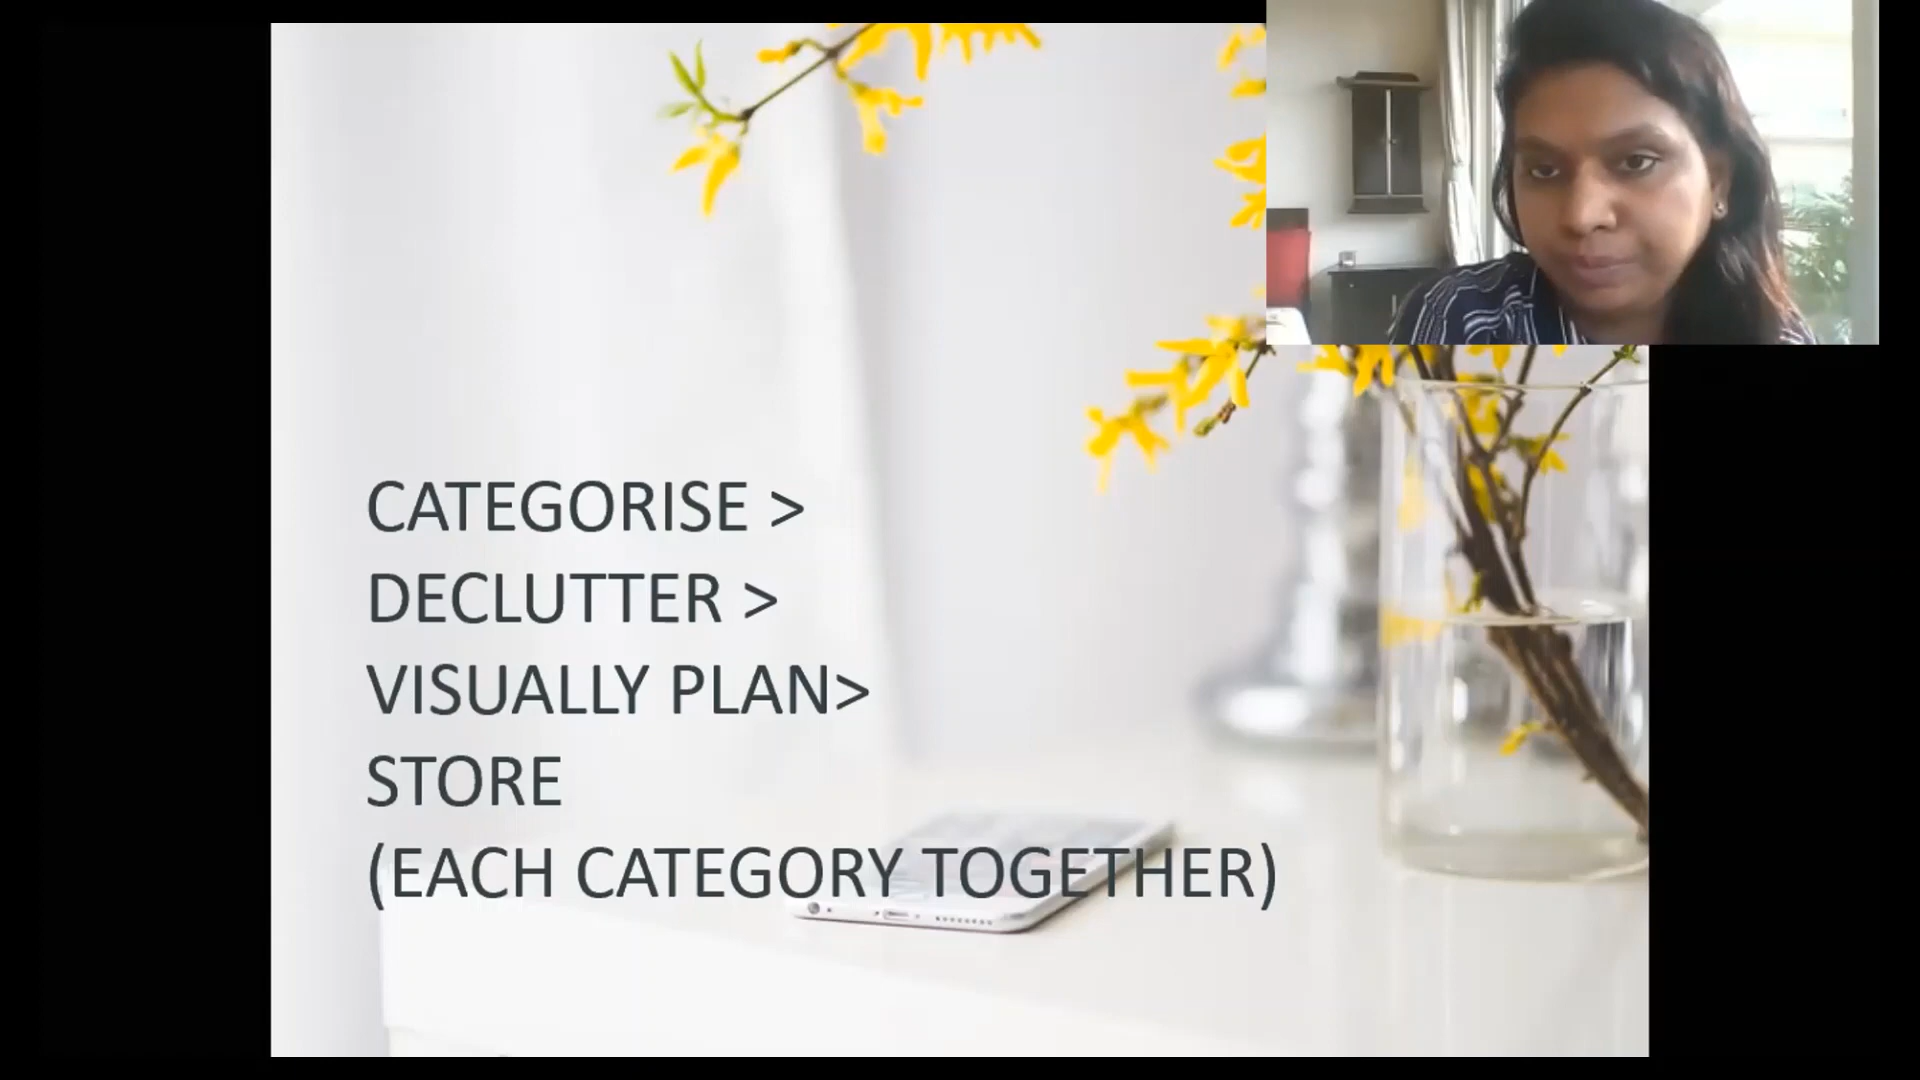 CATEGORISE >
DECLUTTER >
VISUALLY PLAN>
STORE
(EACH CATEGORY TOGETHER)